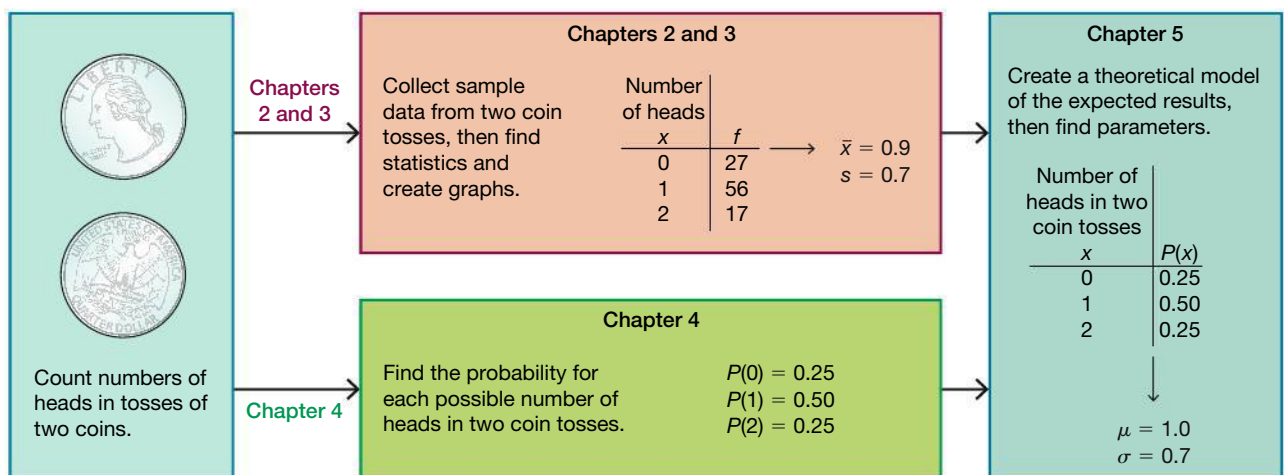 LIBERTY
UNITED STATES OF AMERICA
QUARTER DOLLAR
Count numbers of
heads in tosses of
two coins.
Chapters
2 and 3
Chapter 4
Chapters 2 and 3
Collect sample
data from two coin
tosses, then find
statistics and
create graphs.
Number
of heads
x f
0 27
1 56
2 17
x̄ = 0.9
s = 0.7
Chapter 4
Find the probability for
each possible number of
heads in two coin tosses.
P(0) = 0.25
P(1) = 0.50
P(2) = 0.25
Chapter 5
Create a theoretical model
of the expected results,
then find parameters.
Number of
heads in two
coin tosses
x P(x)
0 0.25
1 0.50
2 0.25
μ = 1.0
σ = 0.7